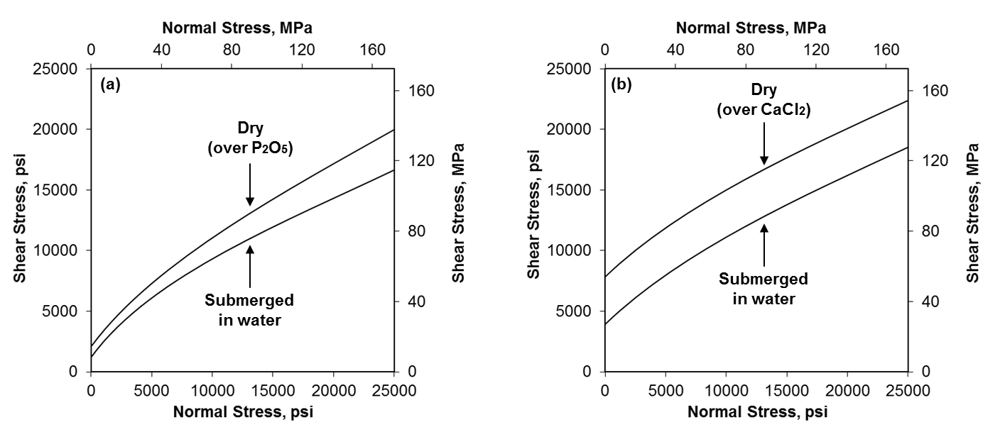 Normal Stress, MPa
0 40 80 120 160
(a)
25000
20000
15000
10000
5000
0
Shear Stress, psi
Dry
(over P₂O₅)
Submerged
in water
160
120
80
40
0
Shear Stress, MPa
0 5000 10000 15000 20000 25000
Normal Stress, psi
Normal Stress, MPa
0 40 80 120 160
(b)
25000
20000
15000
10000
5000
0
Shear Stress, psi
Dry
(over CaCl₂)
Submerged
in water
160
120
80
40
0
Shear Stress, MPa
0 5000 10000 15000 20000 25000
Normal Stress, psi